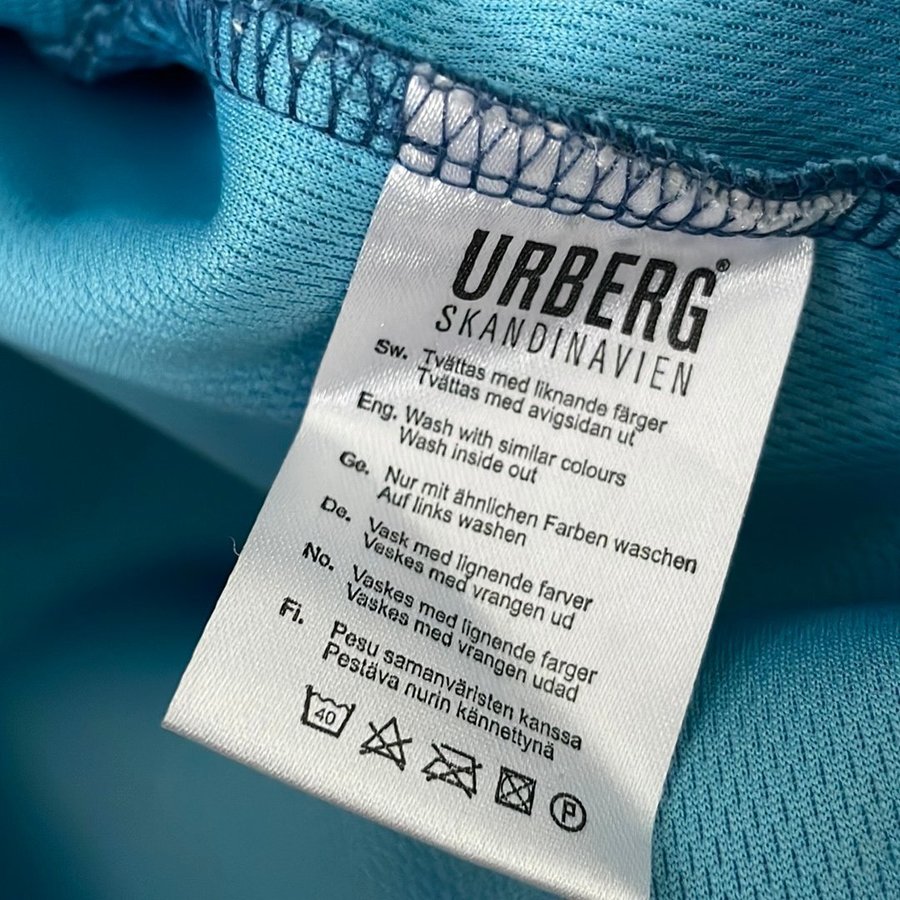 URBERG®
SKANDINAVIEN
Sw. Tvättas med liknande färger
Tvättas med avigsidan ut
Eng. Wash with similar colours
Wash inside out
Ge. Nur mit ähnlichen Farben waschen
Auf links washen
De. Vask med lignende farver
Vaskes med vrangen ud
No. Vaskes med lignende farger
Vaskes med vrangen udad
Fi. Pesu samanväristen kanssa
Pestäva nurin kännettynä
40 P